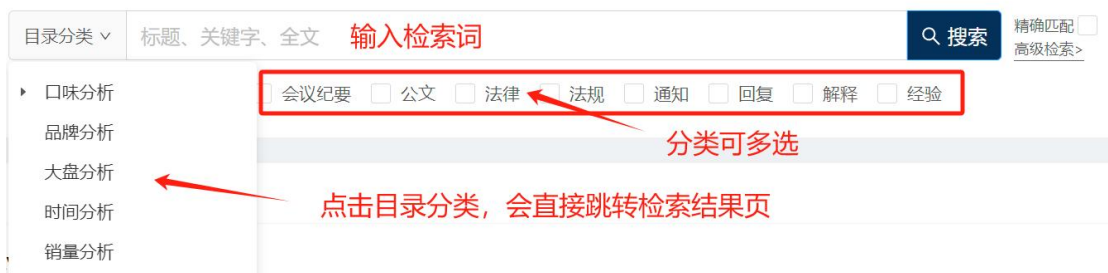 目录分类 标题、关键字、全文 输入检索词 搜索 精确匹配
高级检索>
口味分析 会议纪要 公文 法律 法规 通知 回复 解释 经验
品牌分析 分类可多选
大盘分析
时间分析 点击目录分类，会直接跳转检索结果页
销量分析